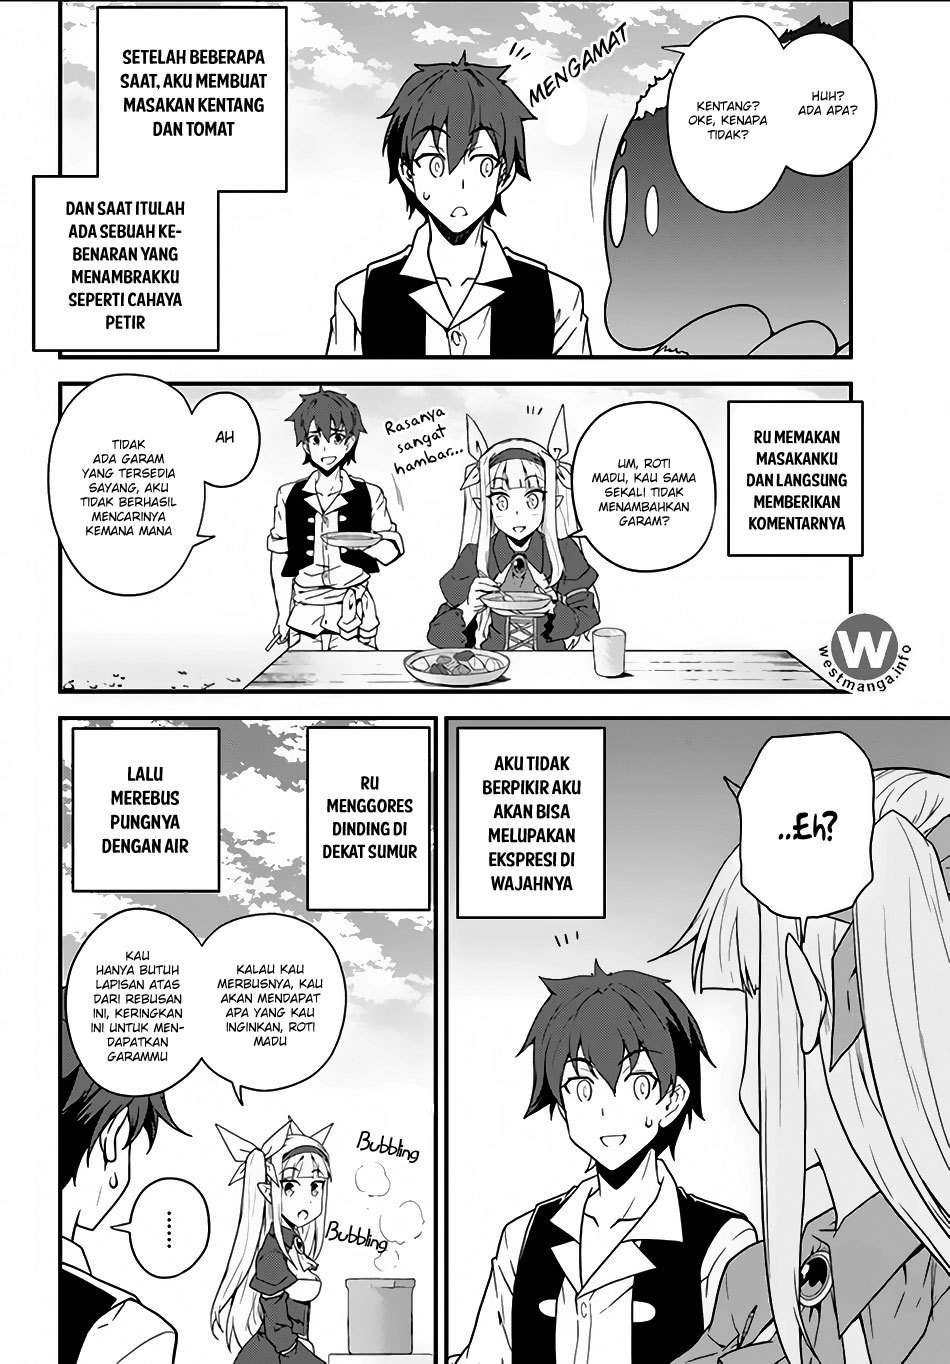 HUH?
ADA APA?
KENTANG?
OKE, KENAPA
TIDAK?
MENGAMAT
SETELAH BEBERAPA
SAAT, AKU MEMBUAT
MASAKAN KENTANG
DAN TOMAT
DAN SAAT ITULAH
ADA SEBUAH KE-
BENARAN YANG
MENAMBRAKKU
SEPERTI CAHAYA
PETIR
RU MEMAKAN
MASAKANKU
DAN LANGSUNG
MEMBERIKAN
KOMENTARNYA
UM, ROTI
MADU, KAU SAMA
SEKALI TIDAK
MENAMBAHKAN
GARAM?
Rasanya
sangat
hambar...
AH
TIDAK
ADA GARAM
YANG TERSEDIA
SAYANG, AKU
TIDAK BERHASIL
MENCARINYA
KEMANA MANA
W
westmanga.info
..Eh?
AKU TIDAK
BERPIKIR AKU
AKAN BISA
MELUPAKAN
EKSPRESI DI
WAJAHNYA
RU
MENGGORES
DINDING DI
DEKAT SUMUR
LALU
MEREBUS
PUNGNYA
DENGAN AIR
KALAU KAU
MERBUSNYA, KAU
AKAN MENDAPAT
APA YANG KAU
INGINKAN, ROTI
MADU
KAU
HANYA BUTUH
LAPISAN ATAS
DARI REBUSAN
INI, KERINGKAN
INI UNTUK MEN-
DAPATKAN
GARAMMU
Bubbling
Bubbling
......